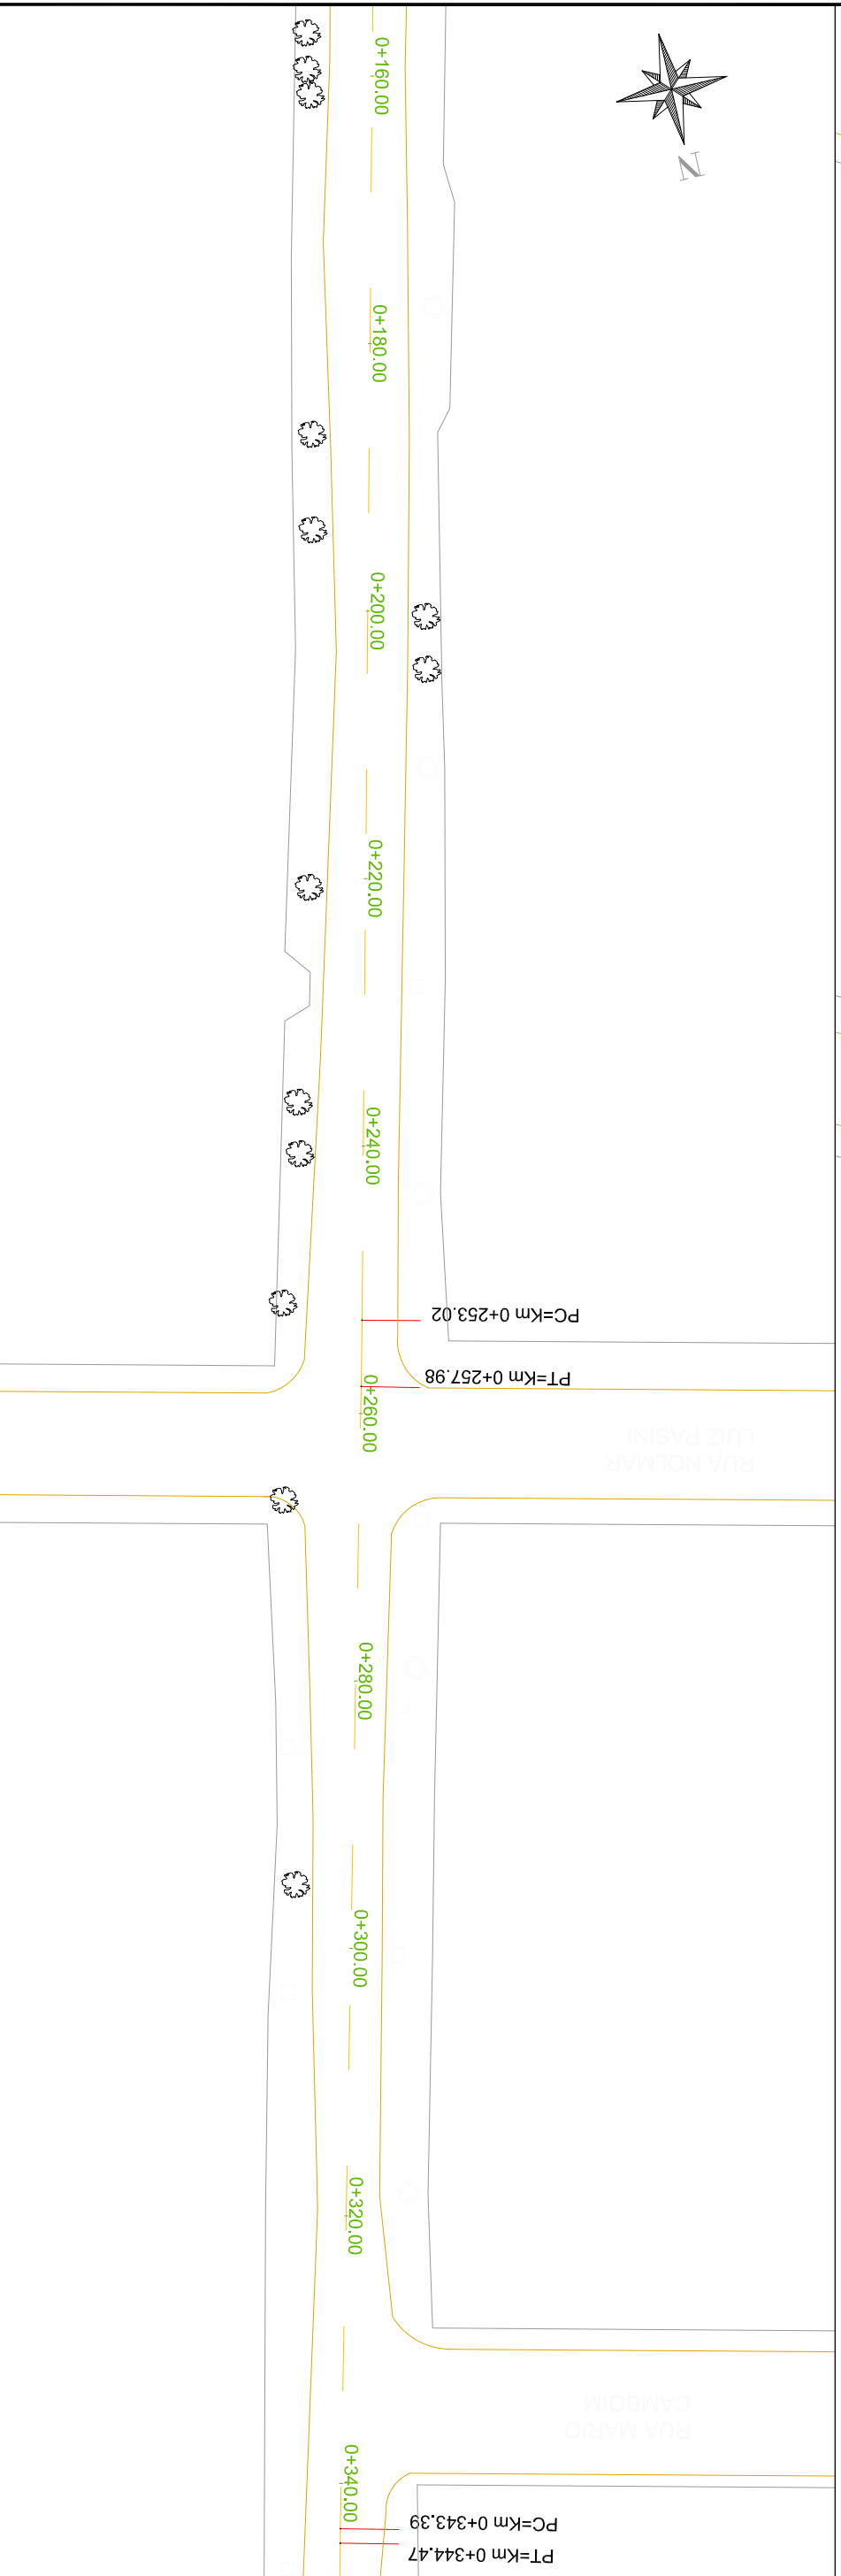 0+160.00
N
0+180.00
0+200.00
0+220.00
0+240.00
PC=Km 0+253.02
PT=Km 0+257.98
0+260.00
RUA NOLMAR
LUIZ PASINI
0+280.00
0+300.00
0+320.00
RUA MARIO
CAMBOIM
0+340.00
PC=Km 0+343.39
PT=Km 0+344.47